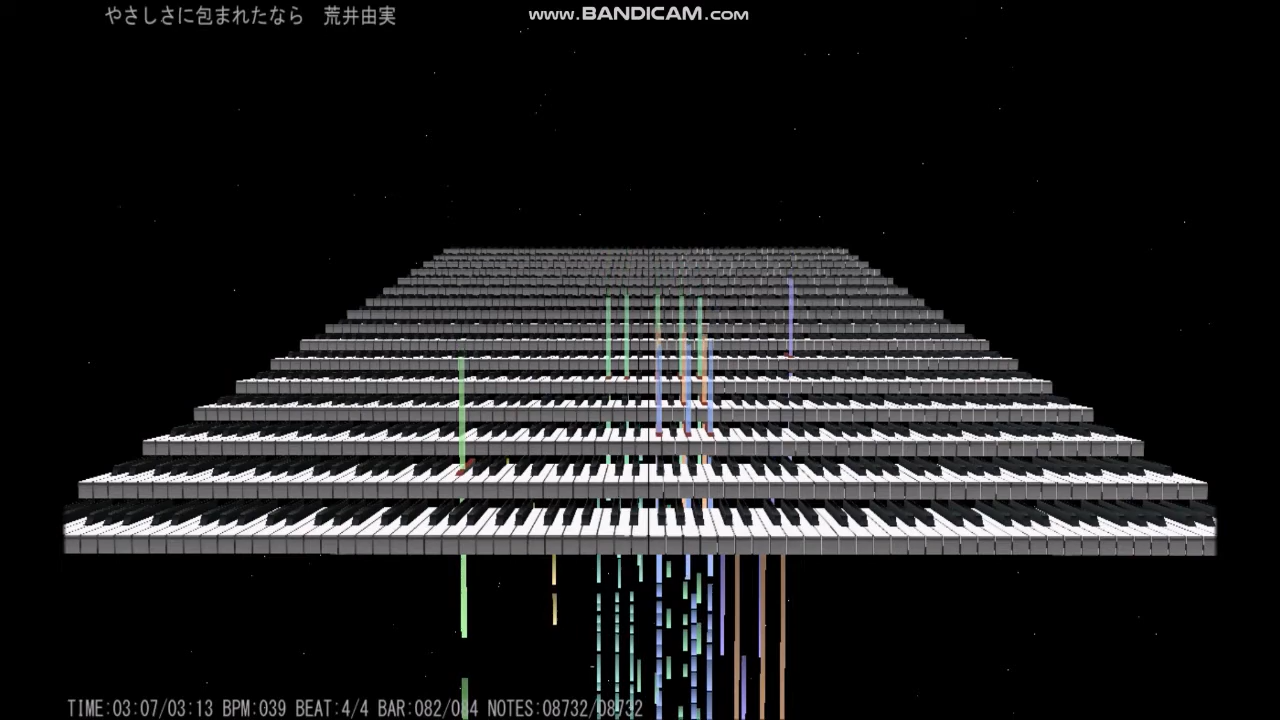 やさしさに包まれたなら　荒井由実
www.BANDICAM.com
TIME:03:07/03:13 BPM:039 BEAT:4/4 BAR:082/084 NOTES:08732/08732